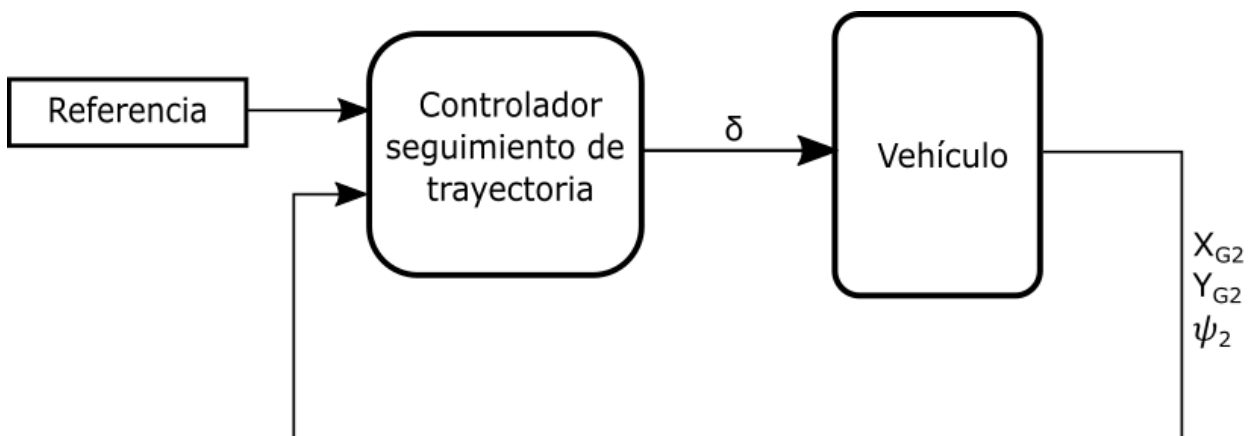 Referencia
Controlador
seguimiento de
trayectoria
δ
Vehículo
X_G2
Y_G2
ψ_2